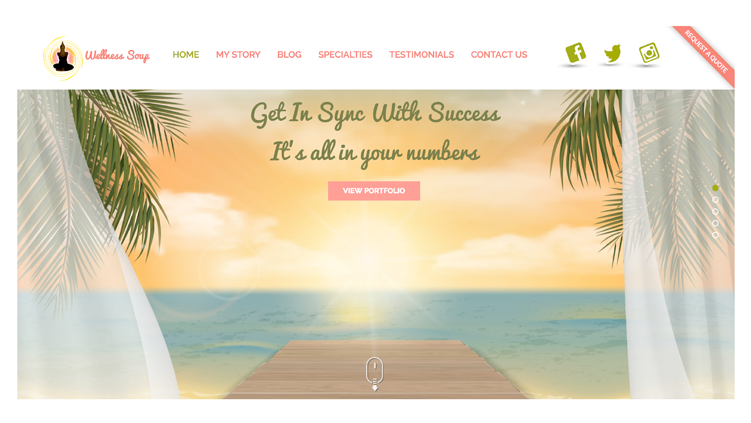 Wellness Soup
HOME
MY STORY
BLOG
SPECIALTIES
TESTIMONIALS
CONTACT US
REQUEST A QUOTE
Get In Sync With Success
It's all in your numbers
VIEW PORTFOLIO